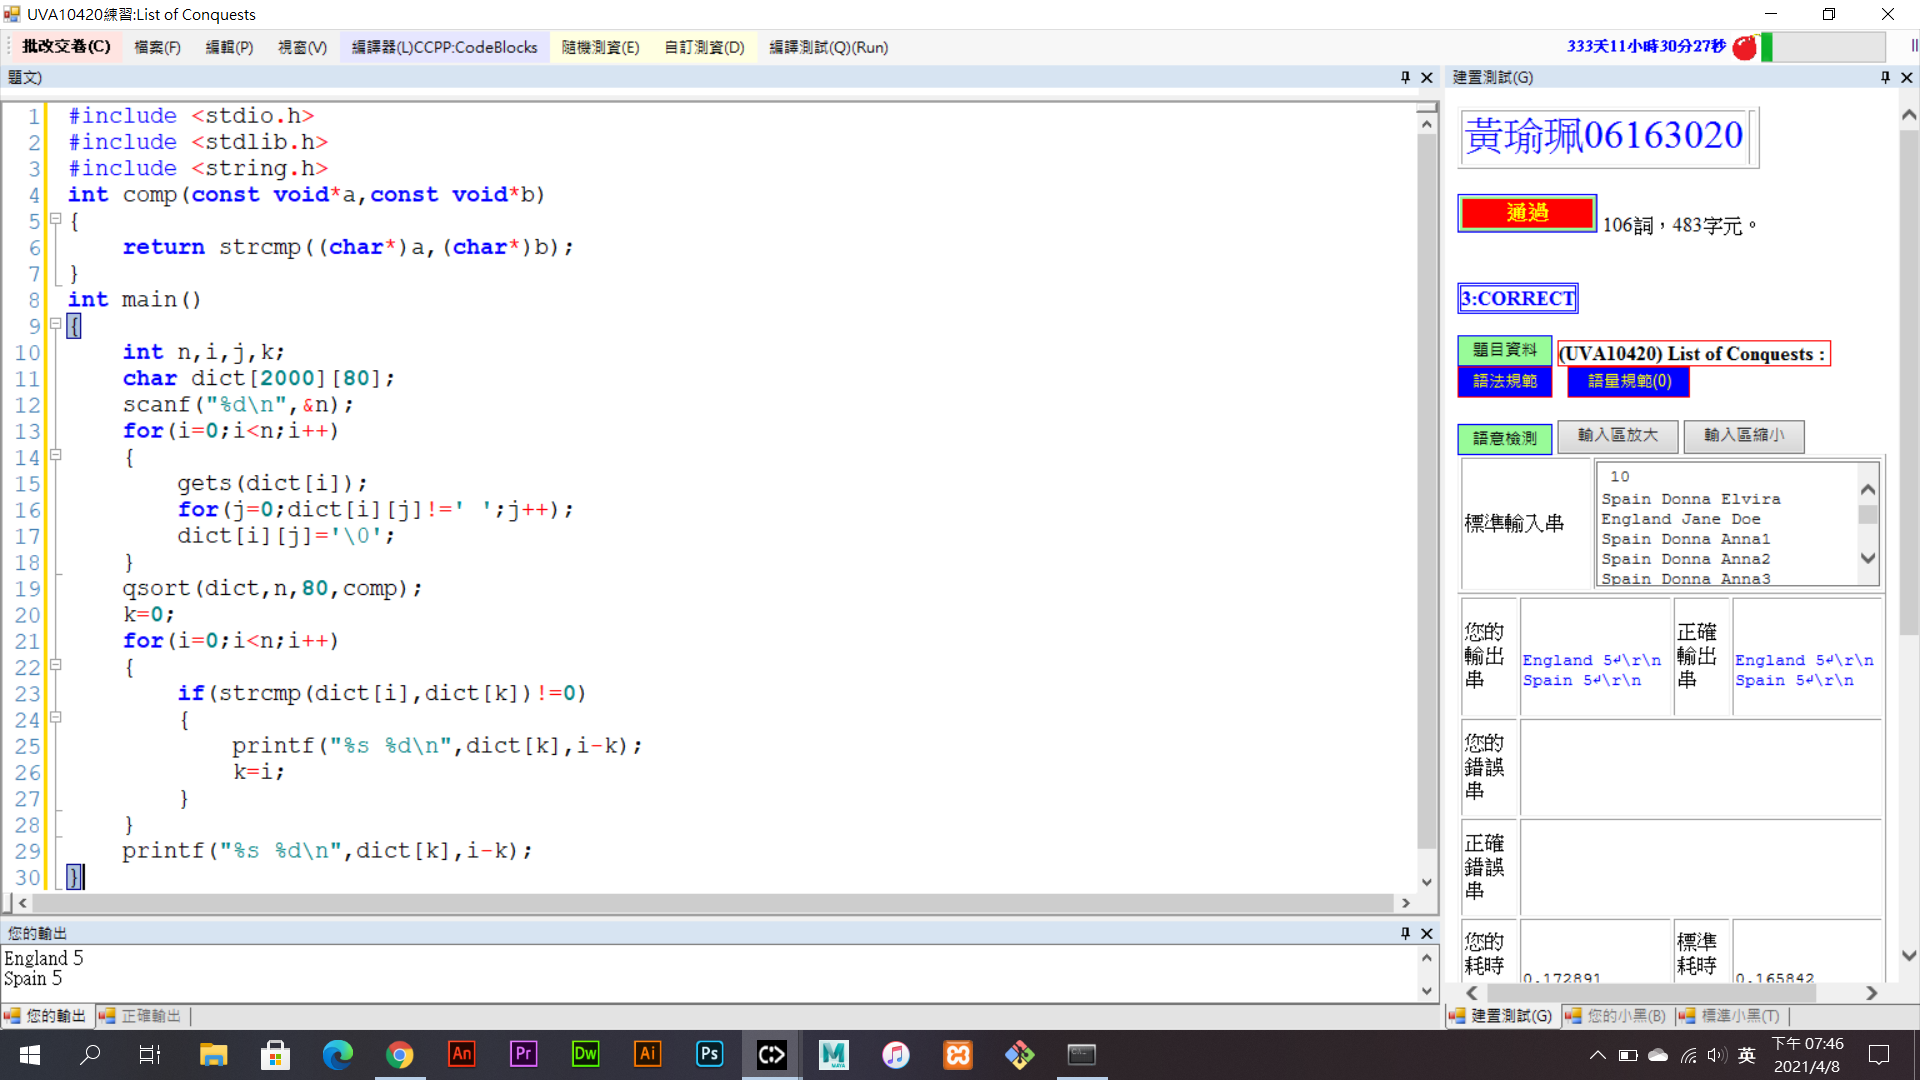 UVA10420練習:List of Conquests
批改交卷(C) 檔案(F) 編輯(P) 視窗(V) 編譯器(L)CCPP:CodeBlocks 隨機測資(E) 自訂測資(D) 編譯測試(Q)(Run) 333天11小時30分27秒
題文)
1 #include <stdio.h>
2 #include <stdlib.h>
3 #include <string.h>
4 int comp(const void*a,const void*b)
5 {
6 return strcmp((char*)a,(char*)b);
7 }
8 int main()
9 {
10 int n,i,j,k;
11 char dict[2000][80];
12 scanf("%d\n",&n);
13 for(i=0;i<n;i++)
14 {
15 gets(dict[i]);
16 for(j=0;dict[i][j]!=' ';j++);
17 dict[i][j]='\0';
18 }
19 qsort(dict,n,80,comp);
20 k=0;
21 for(i=0;i<n;i++)
22 {
23 if(strcmp(dict[i],dict[k])!=0)
24 {
25 printf("%s %d\n",dict[k],i-k);
26 k=i;
27 }
28 }
29 printf("%s %d\n",dict[k],i-k);
30 }
您的輸出
England 5
Spain 5
您的輸出 正確輸出
建置測試(G)
黃瑜珮06163020
通過 106詞，483字元。
3:CORRECT
題目資料 (UVA10420) List of Conquests :
語法規範 語量規範(0)
語意檢測 輸入區放大 輸入區縮小
標準輸入串
10
Spain Donna Elvira
England Jane Doe
Spain Donna Anna1
Spain Donna Anna2
Spain Donna Anna3
您的輸出串
England 5↵\r\n
Spain 5↵\r\n
正確輸出串
England 5↵\r\n
Spain 5↵\r\n
您的錯誤串
正確錯誤串
您的耗時 0.172891 標準耗時 0.165842
建置測試(G) 您的小黑(B) 標準小黑(T)
An Pr Dw Ai Ps M MAYA 英 下午 07:46
2021/4/8